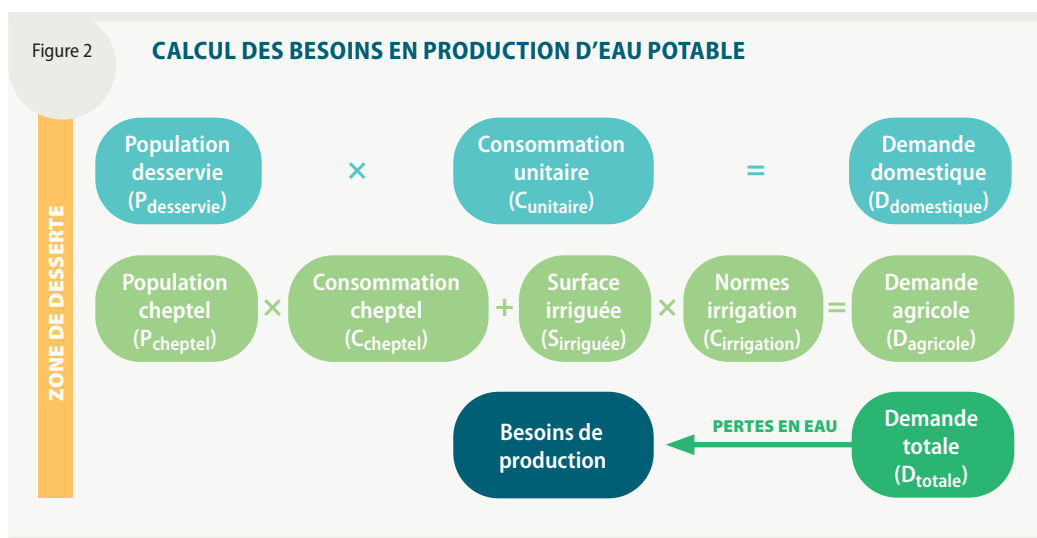 Figure 2
CALCUL DES BESOINS EN PRODUCTION D'EAU POTABLE
ZONE DE DESSERTE
Population
desservie
(Pdesservie)
×
Consommation
unitaire
(Cunitaire)
=
Demande
domestique
(Ddomestique)
Population
cheptel
(Pcheptel)
×
Consommation
cheptel
(Ccheptel)
+
Surface
irriguée
(Sirriguée)
×
Normes
irrigation
(Cirrigation)
=
Demande
agricole
(Dagricole)
Besoins de
production
PERTES EN EAU
Demande
totale
(Dtotale)